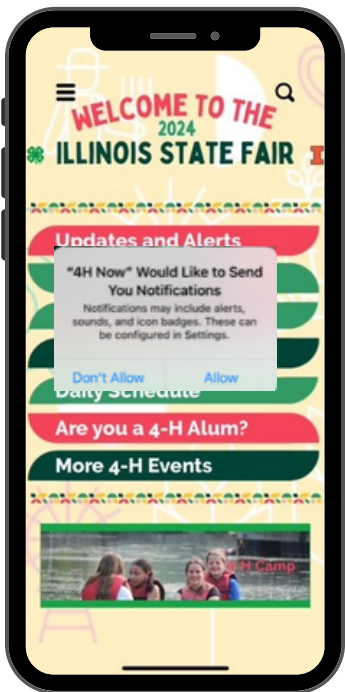 WELCOME TO THE
2024
ILLINOIS STATE FAIR
I
Updates and Alerts
"4H Now" Would Like to Send
You Notifications
Notifications may include alerts,
sounds, and icon badges. These can
be configured in Settings.
Don't Allow
Allow
Daily Schedule
Are you a 4-H Alum?
More 4-H Events
4-H Camp